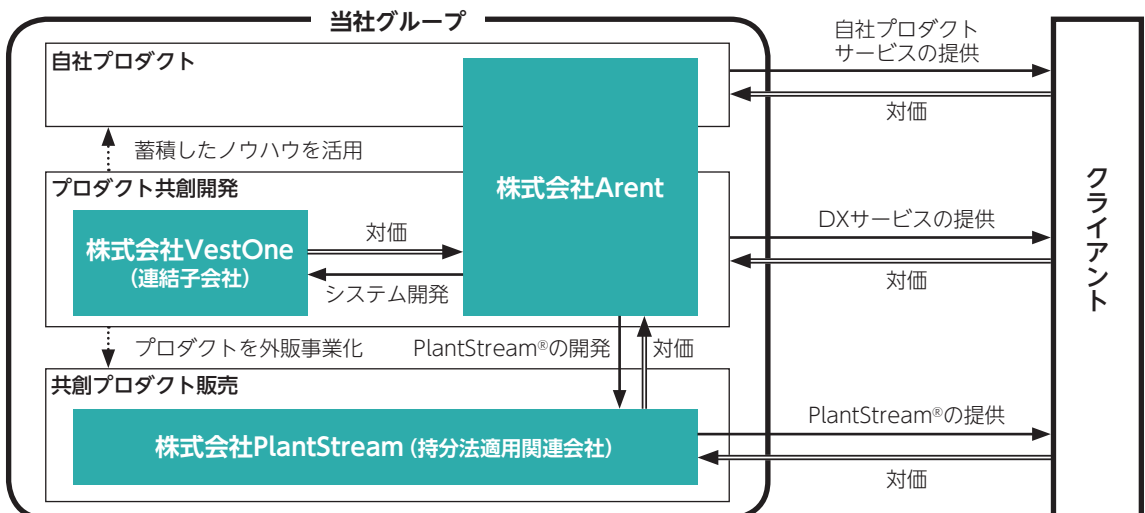 当社グループ
自社プロダクト
自社プロダクト
サービスの提供
対価
蓄積したノウハウを活用
プロダクト共創開発
株式会社Arent
株式会社VestOne
（連結子会社）
対価
システム開発
DXサービスの提供
対価
クライアント
プロダクトを外販事業化
PlantStream®の開発
対価
共創プロダクト販売
株式会社PlantStream（持分法適用関連会社）
PlantStream®の提供
対価